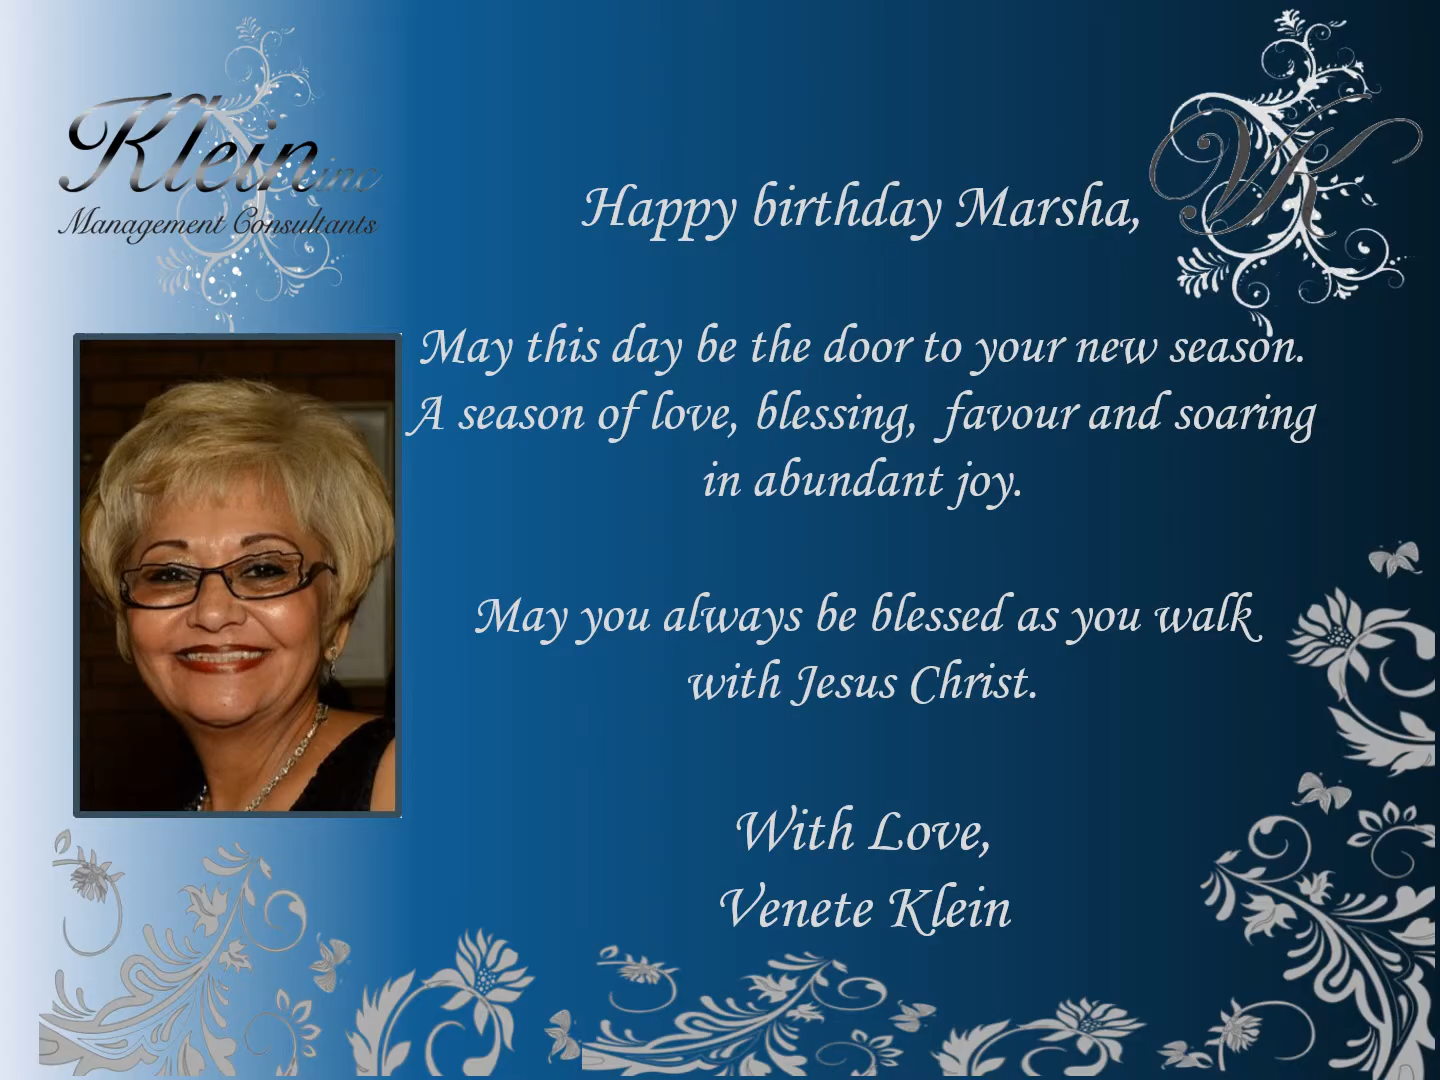 Klein inc
Management Consultants
VK
Happy birthday Marsha,
May this day be the door to your new season.
A season of love, blessing, favour and soaring
in abundant joy.
May you always be blessed as you walk
with Jesus Christ.
With Love,
Venete Klein